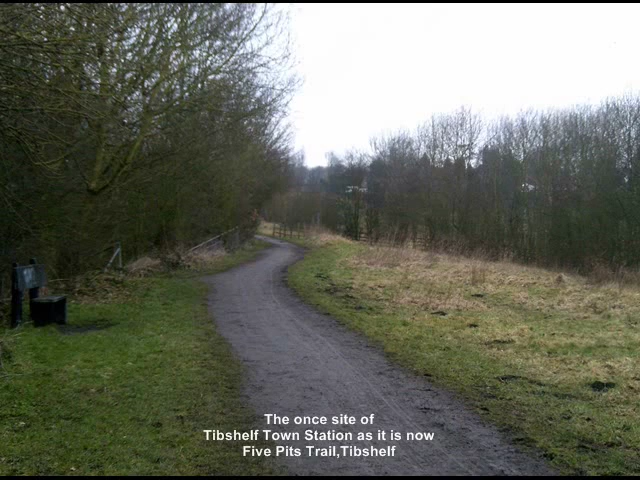 The once site of
Tibshelf Town Station as it is now
Five Pits Trail,Tibshelf